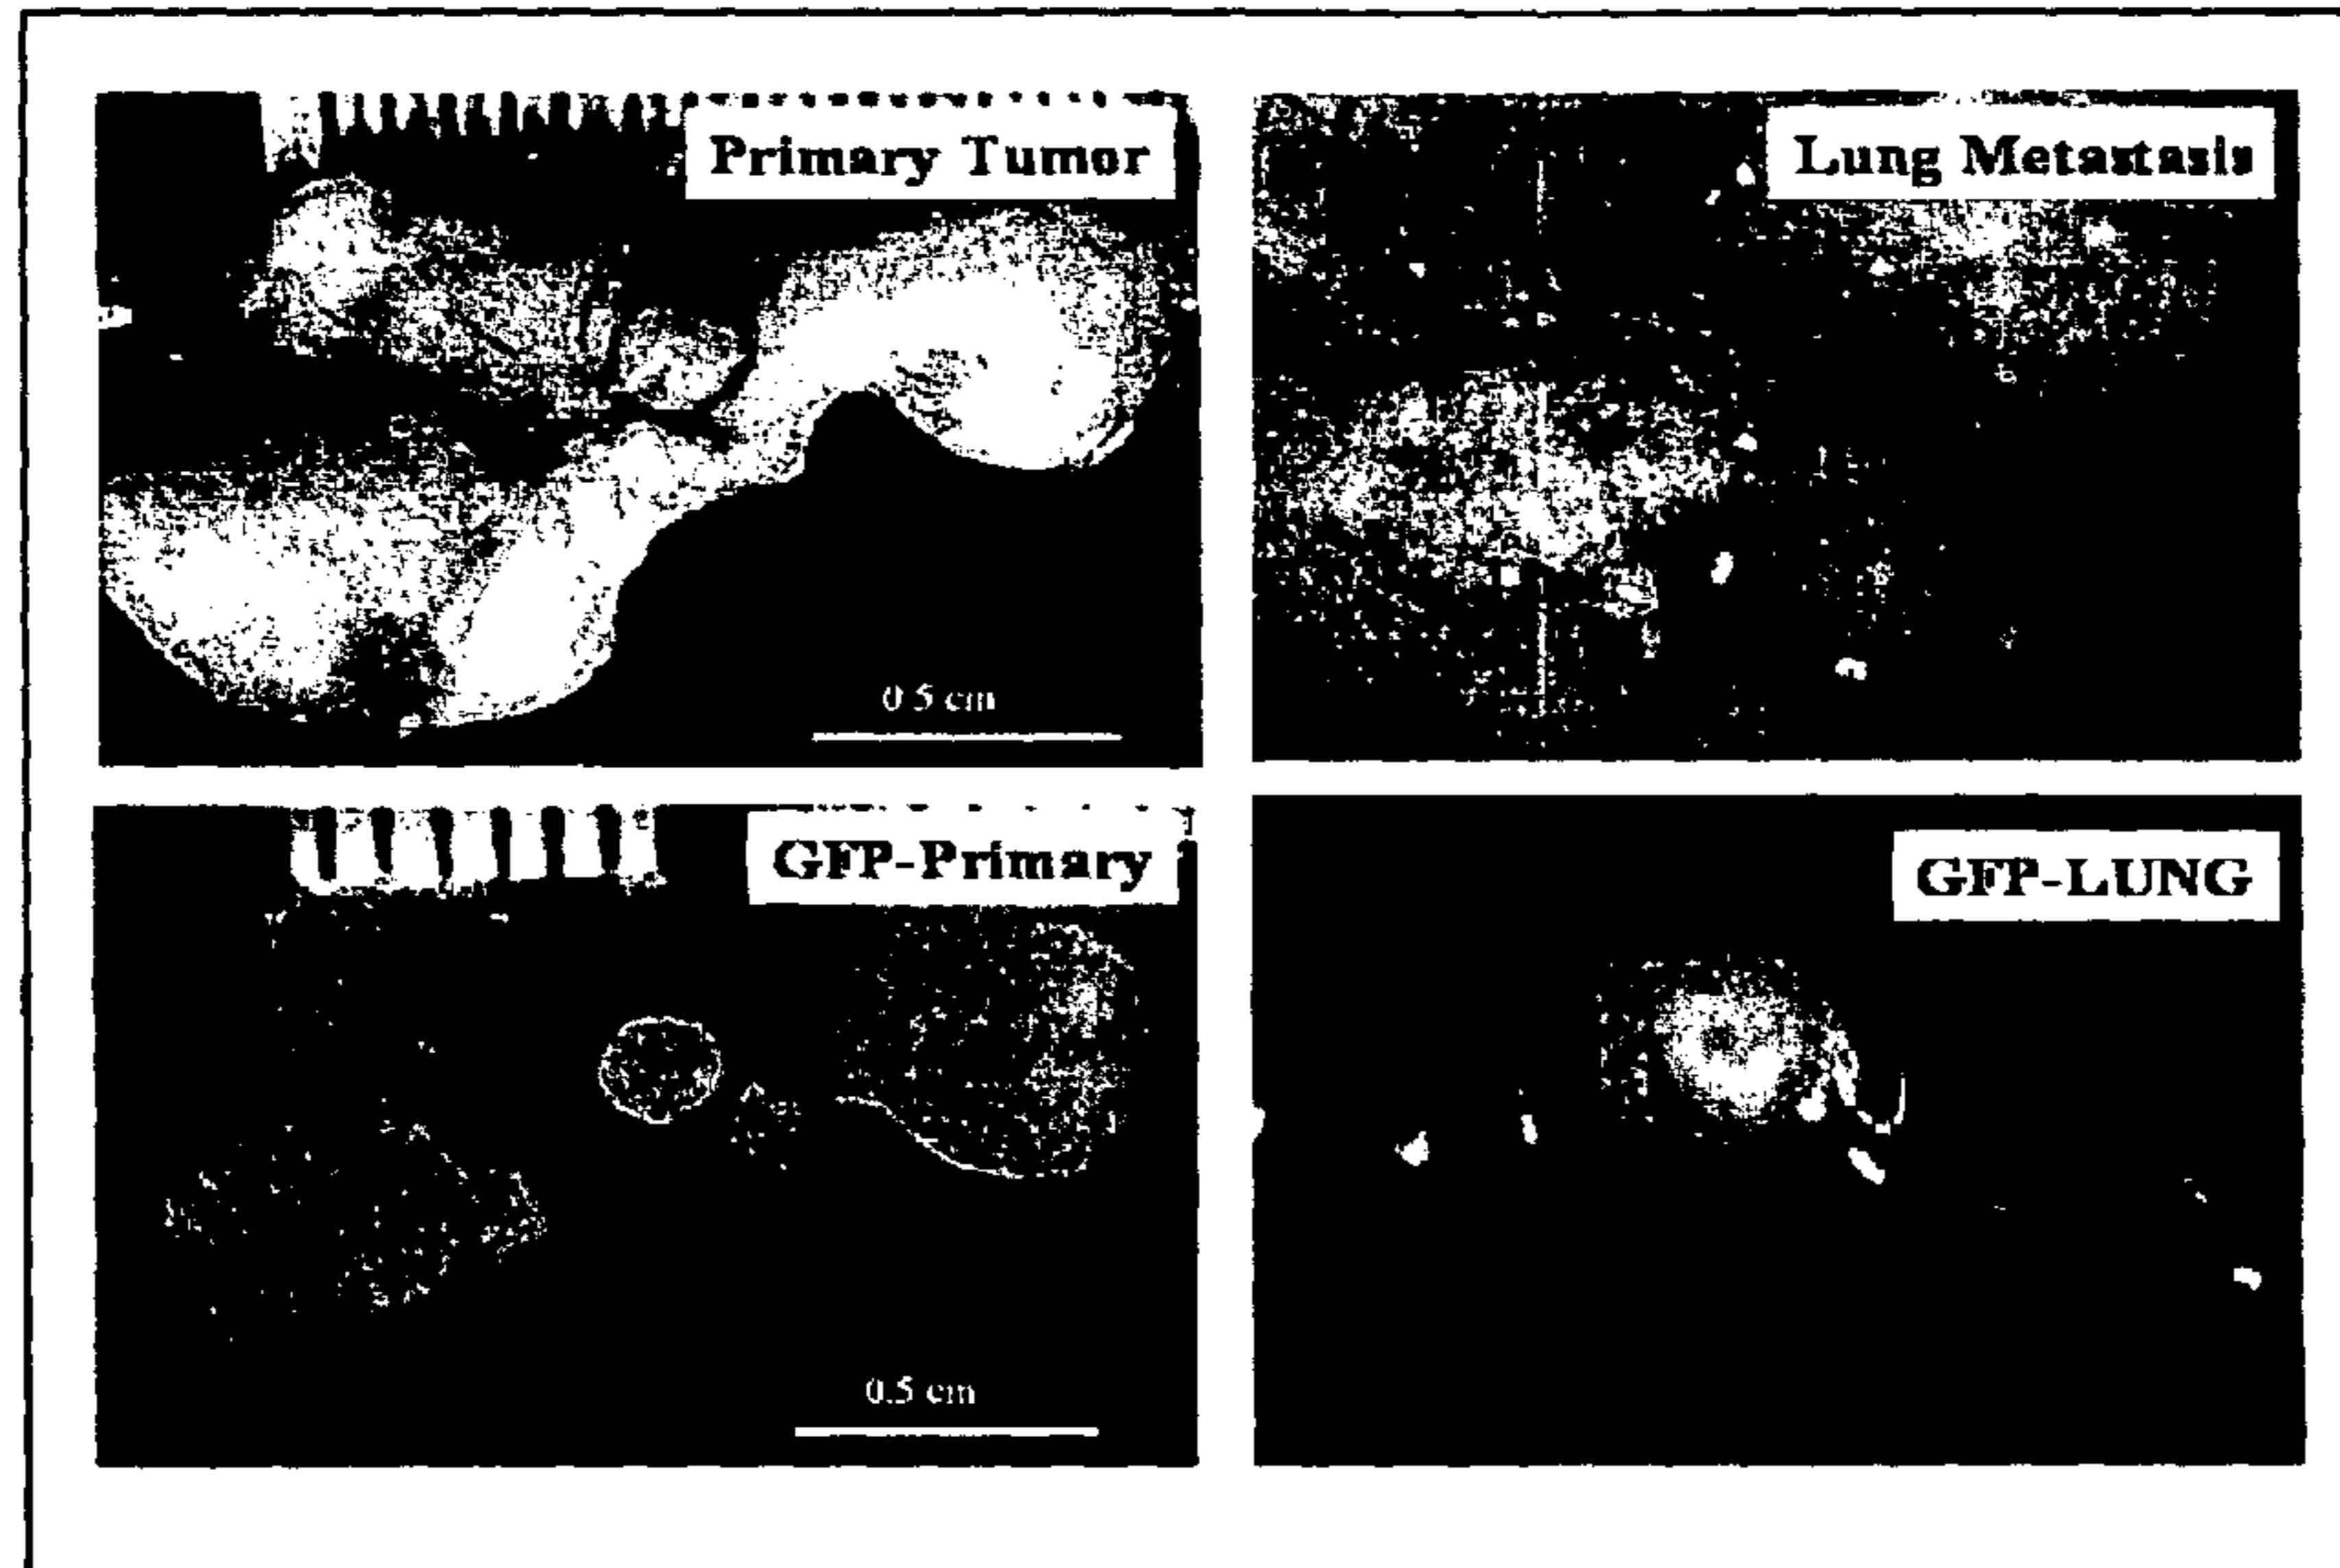 Primary Tumor
Lung Metastasis
0.5 cm
GFP-Primary
GFP-LUNG
0.5 cm